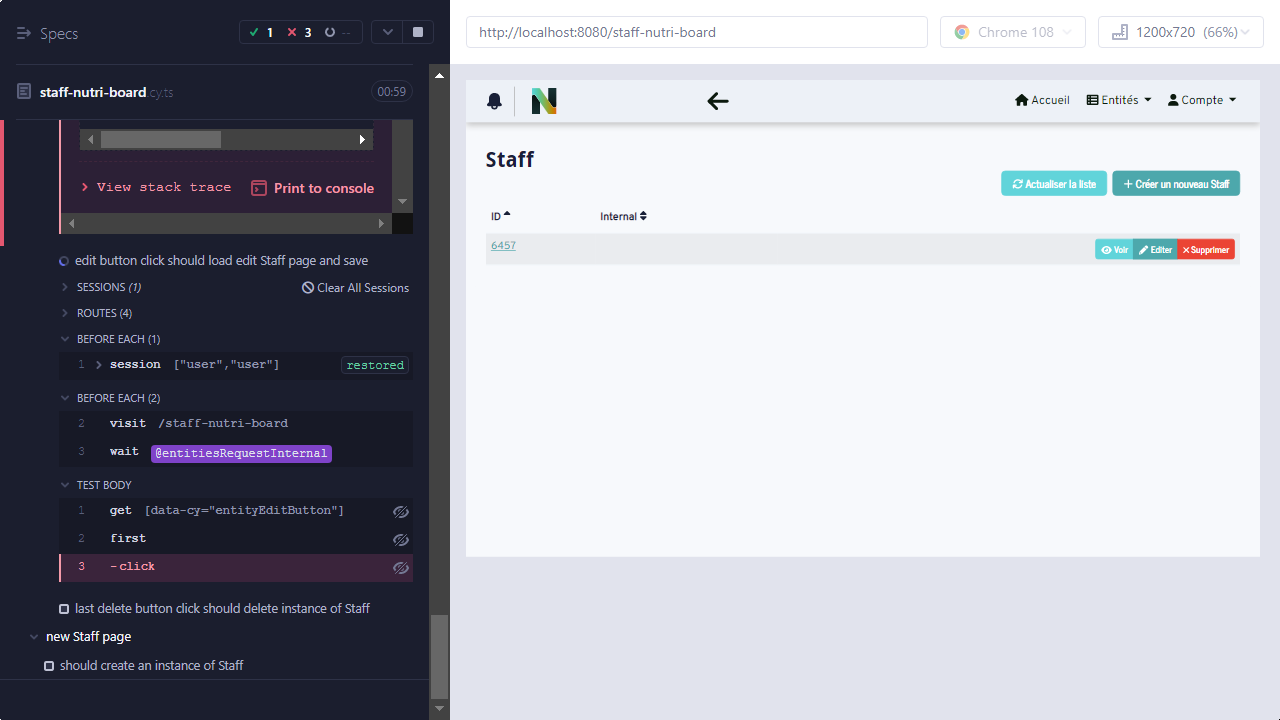 Specs
1
3
--
staff-nutri-board.cy.ts
00:59
View stack trace
Print to console
edit button click should load edit Staff page and save
SESSIONS (1)
Clear All Sessions
ROUTES (4)
BEFORE EACH (1)
1 session ["user","user"] restored
BEFORE EACH (2)
2 visit /staff-nutri-board
3 wait @entitiesRequestInternal
TEST BODY
1 get [data-cy="entityEditButton"]
2 first
3 -click
last delete button click should delete instance of Staff
new Staff page
should create an instance of Staff
http://localhost:8080/staff-nutri-board
Chrome 108
1200x720 (66%)
N
Accueil
Entités
Compte
Staff
Actualiser la liste
Créer un nouveau Staff
ID
Internal
6457
Voir
Editer
Supprimer